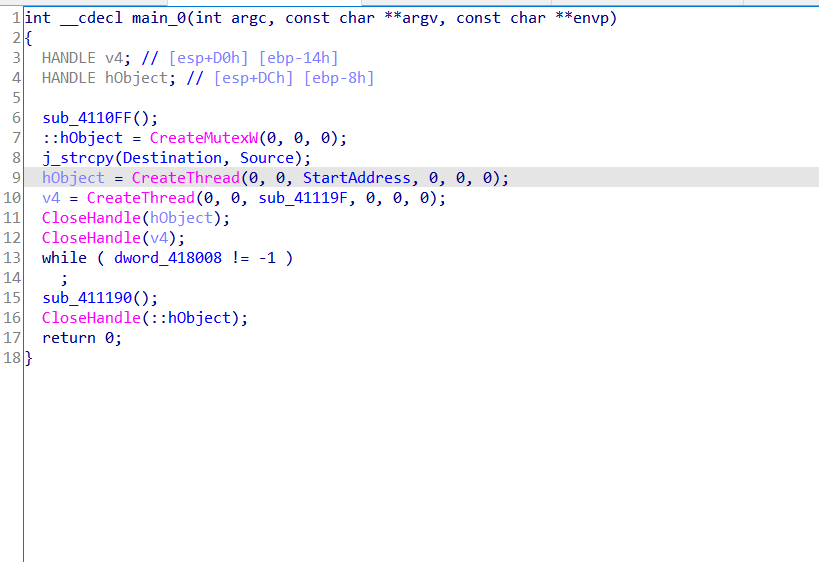 1 int __cdecl main_0(int argc, const char **argv, const char **envp)
2 {
3 HANDLE v4; // [esp+D0h] [ebp-14h]
4 HANDLE hObject; // [esp+DCh] [ebp-8h]
5
6 sub_4110FF();
7 ::hObject = CreateMutexW(0, 0, 0);
8 j_strcpy(Destination, Source);
9 hObject = CreateThread(0, 0, StartAddress, 0, 0, 0);
10 v4 = CreateThread(0, 0, sub_41119F, 0, 0, 0);
11 CloseHandle(hObject);
12 CloseHandle(v4);
13 while ( dword_418008 != -1 )
14 ;
15 sub_411190();
16 CloseHandle(::hObject);
17 return 0;
18 }